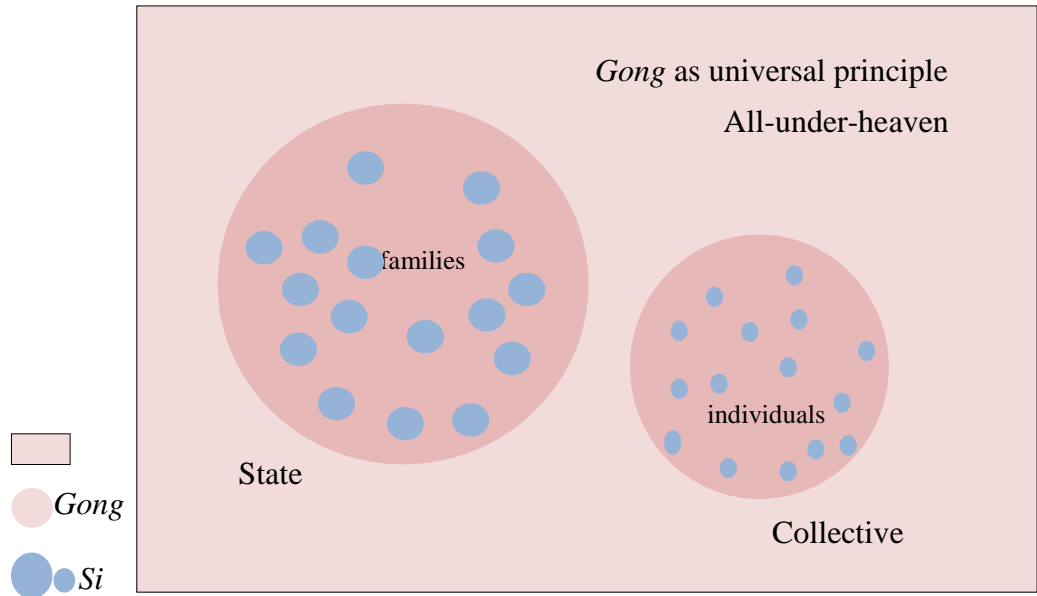 Gong as universal principle
All-under-heaven
families
individuals
State
Collective
Gong
Si